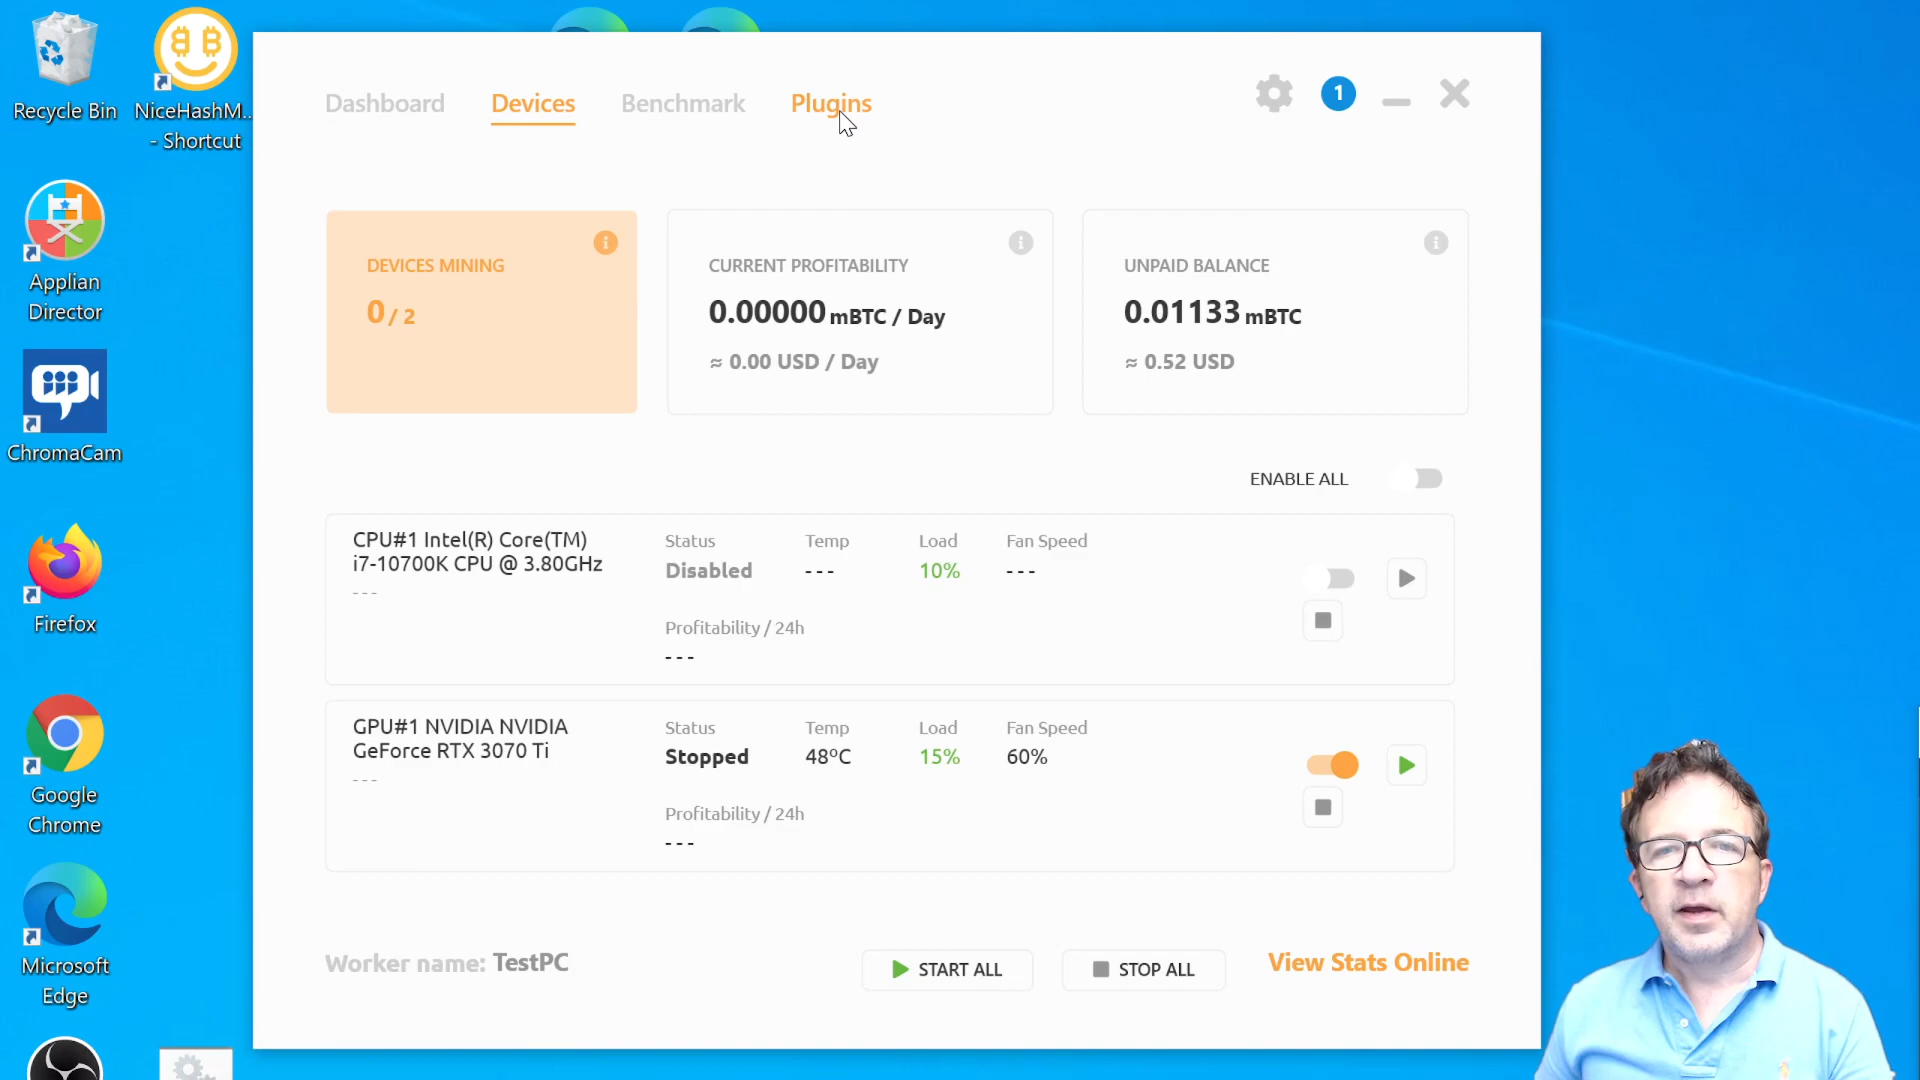 Recycle Bin
NiceHashM...
- Shortcut
Applian
Director
ChromaCam
Firefox
Google
Chrome
Microsoft
Edge
Dashboard
Devices
Benchmark
Plugins
1
DEVICES MINING
0 / 2
CURRENT PROFITABILITY
0.00000 mBTC / Day
≈ 0.00 USD / Day
UNPAID BALANCE
0.01133 mBTC
≈ 0.52 USD
ENABLE ALL
CPU#1 Intel(R) Core(TM)
i7-10700K CPU @ 3.80GHz
---
Status
Disabled
Temp
---
Load
10%
Fan Speed
---
Profitability / 24h
---
GPU#1 NVIDIA NVIDIA
GeForce RTX 3070 Ti
---
Status
Stopped
Temp
48°C
Load
15%
Fan Speed
60%
Profitability / 24h
---
Worker name: TestPC
START ALL
STOP ALL
View Stats Online